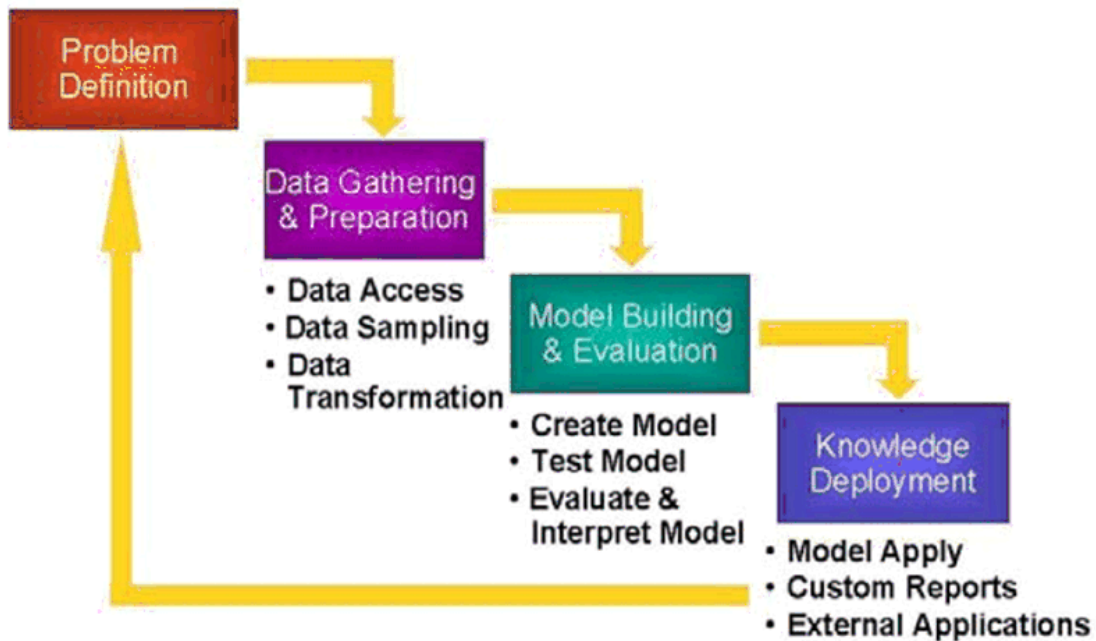 Problem
Definition
Data Gathering
& Preparation
• Data Access
• Data Sampling
• Data
Transformation
Model Building
& Evaluation
• Create Model
• Test Model
• Evaluate &
Interpret Model
Knowledge
Deployment
• Model Apply
• Custom Reports
• External Applications